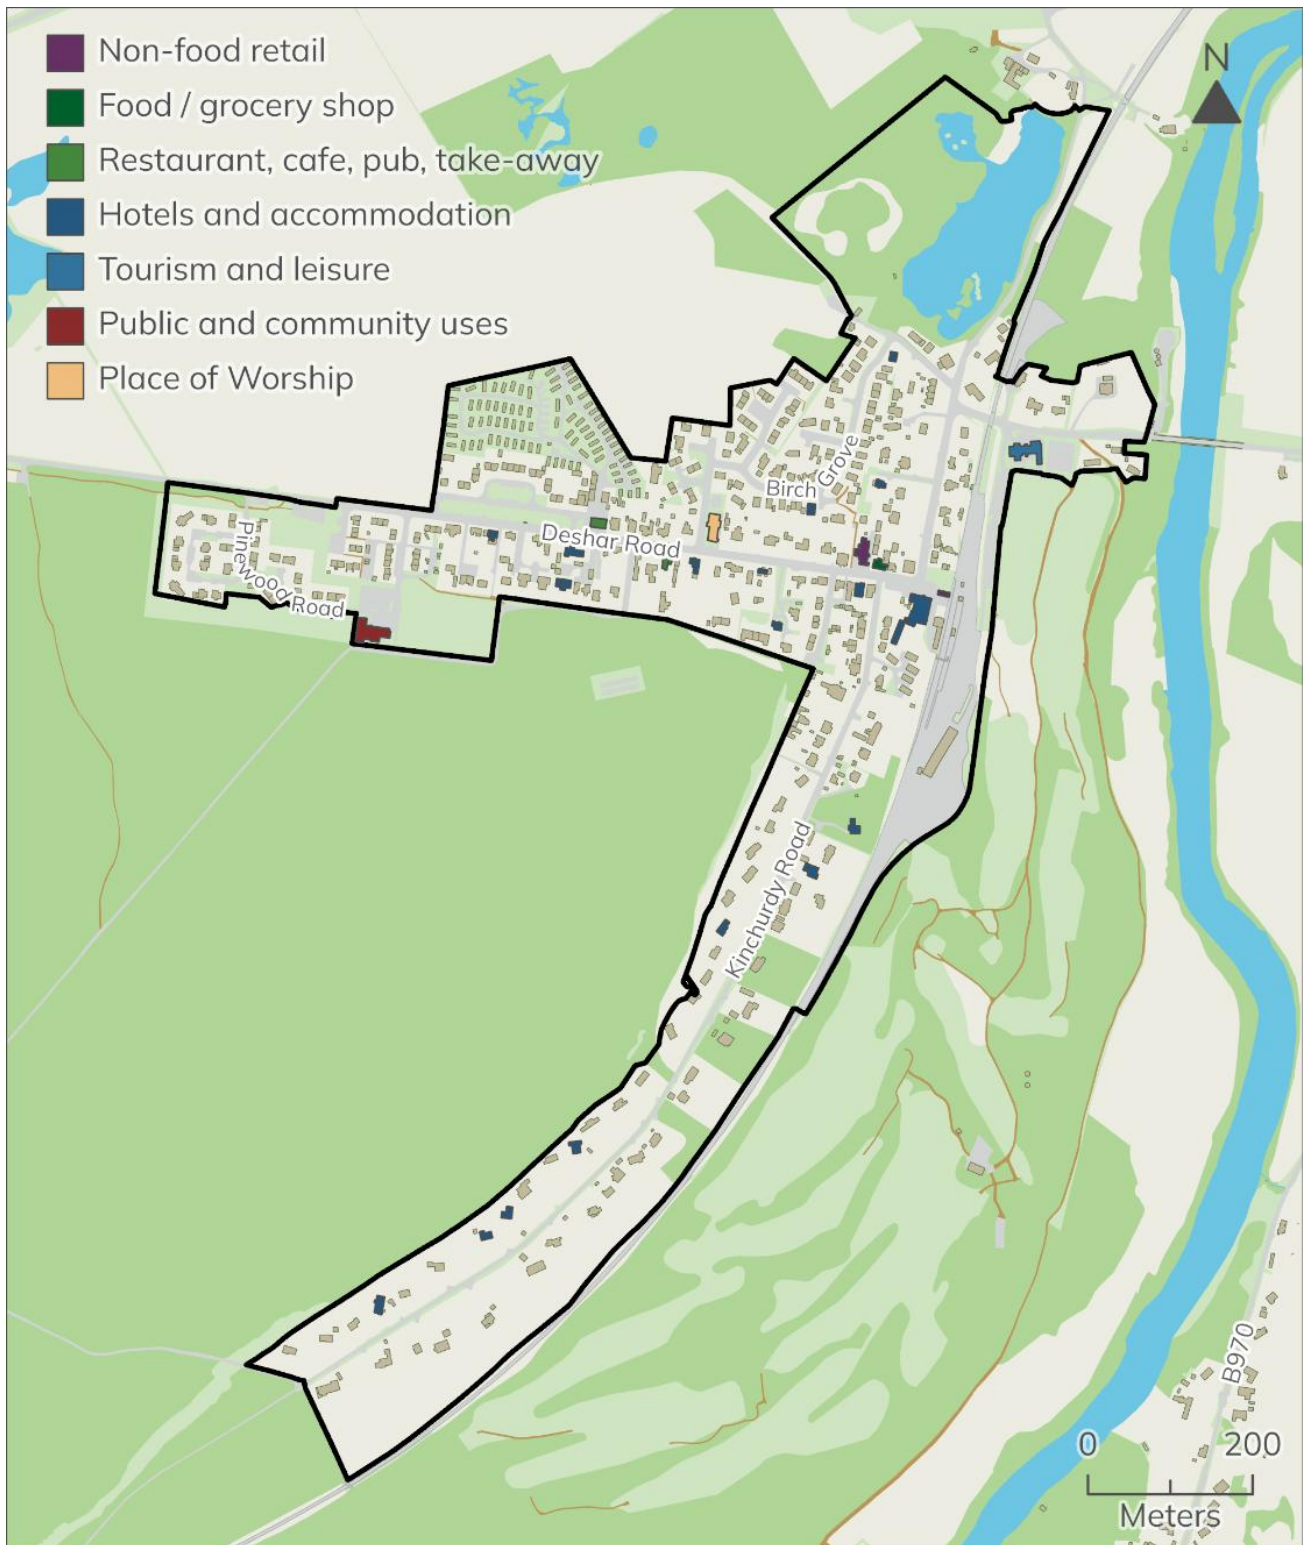 Non-food retail
Food / grocery shop
Restaurant, cafe, pub, take-away
Hotels and accommodation
Tourism and leisure
Public and community uses
Place of Worship
N
Birch Grove
Deshar Road
Pinewood Road
Kinchurdy Road
B970
0 200
Meters